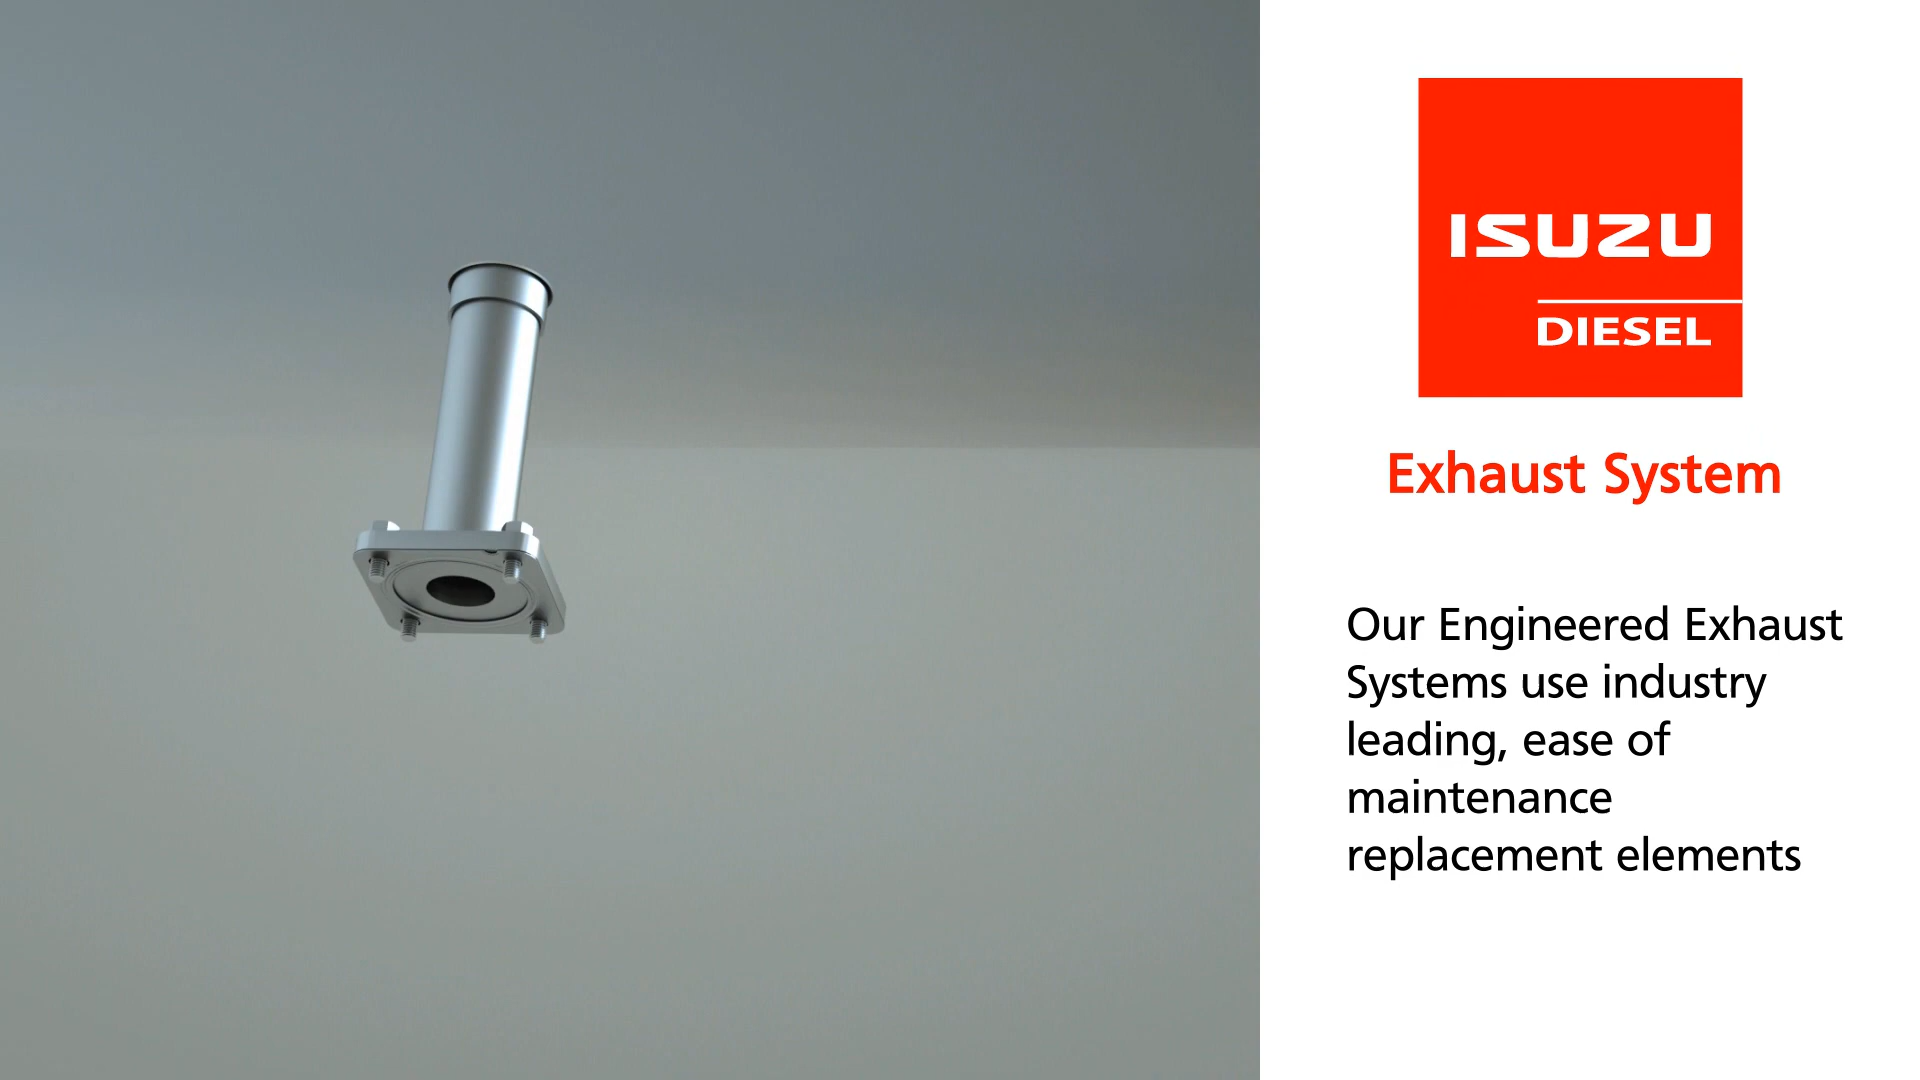 ISUZU
DIESEL
Exhaust System
Our Engineered Exhaust
Systems use industry
leading, ease of
maintenance
replacement elements